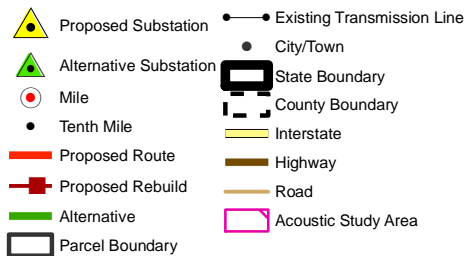 Proposed Substation
Alternative Substation
Mile
Tenth Mile
Proposed Route
Proposed Rebuild
Alternative
Parcel Boundary
Existing Transmission Line
City/Town
State Boundary
County Boundary
Interstate
Highway
Road
Acoustic Study Area